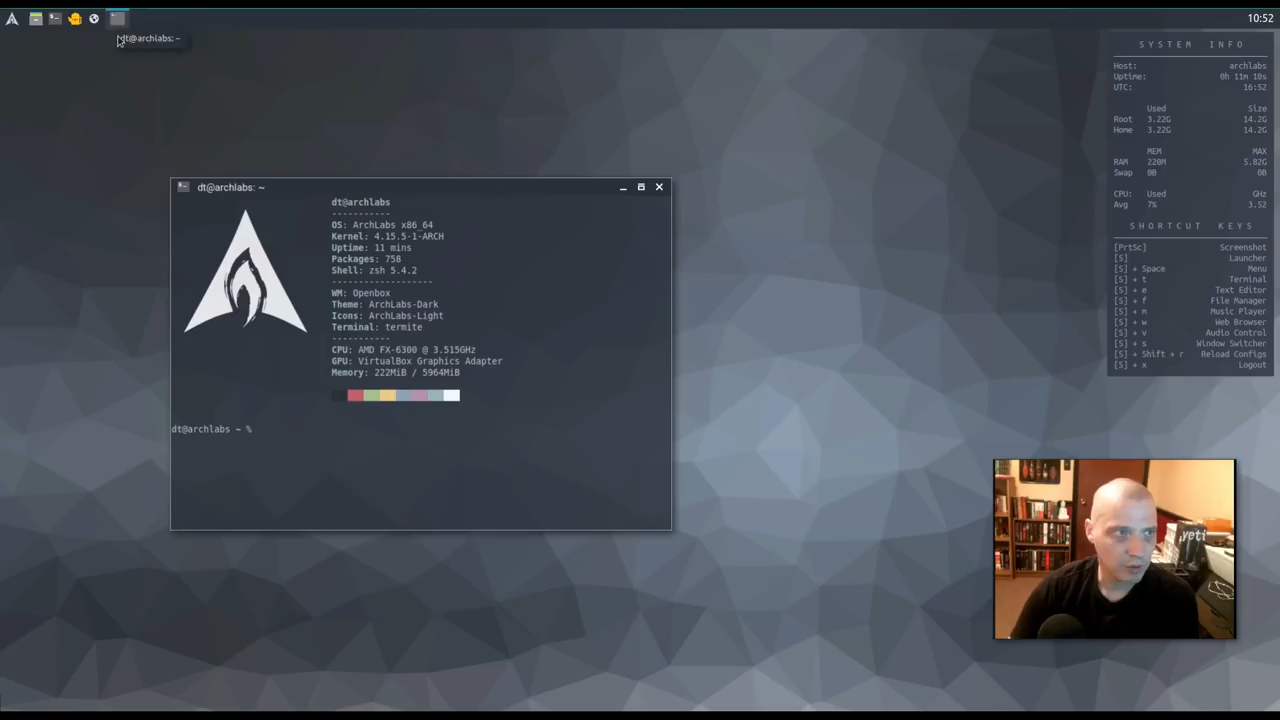 10:52
dt@archlabs: ~
SYSTEM INFO
Host: archlabs
Uptime: 0h 11m 10s
UTC: 16:52
Used Size
Root 3.22G 14.2G
Home 3.22G 14.2G
MEM MAX
RAM 220M 5.82G
Swap 0B 0B
CPU: Used GHz
Avg 7% 3.52
SHORTCUT KEYS
[PrtSc] Screenshot
[S] Launcher
[S] + Space Menu
[S] + t Terminal
[S] + e Text Editor
[S] + f File Manager
[S] + m Music Player
[S] + w Web Browser
[S] + v Audio Control
[S] + s Window Switcher
[S] + Shift + r Reload Configs
[S] + x Logout
dt@archlabs: ~
dt@archlabs
-----------
OS: ArchLabs x86_64
Kernel: 4.15.5-1-ARCH
Uptime: 11 mins
Packages: 758
Shell: zsh 5.4.2
-------------------
WM: Openbox
Theme: ArchLabs-Dark
Icons: ArchLabs-Light
Terminal: termite
-----------
CPU: AMD FX-6300 @ 3.515GHz
GPU: VirtualBox Graphics Adapter
Memory: 222MiB / 5964MiB
dt@archlabs ~ %
yeti